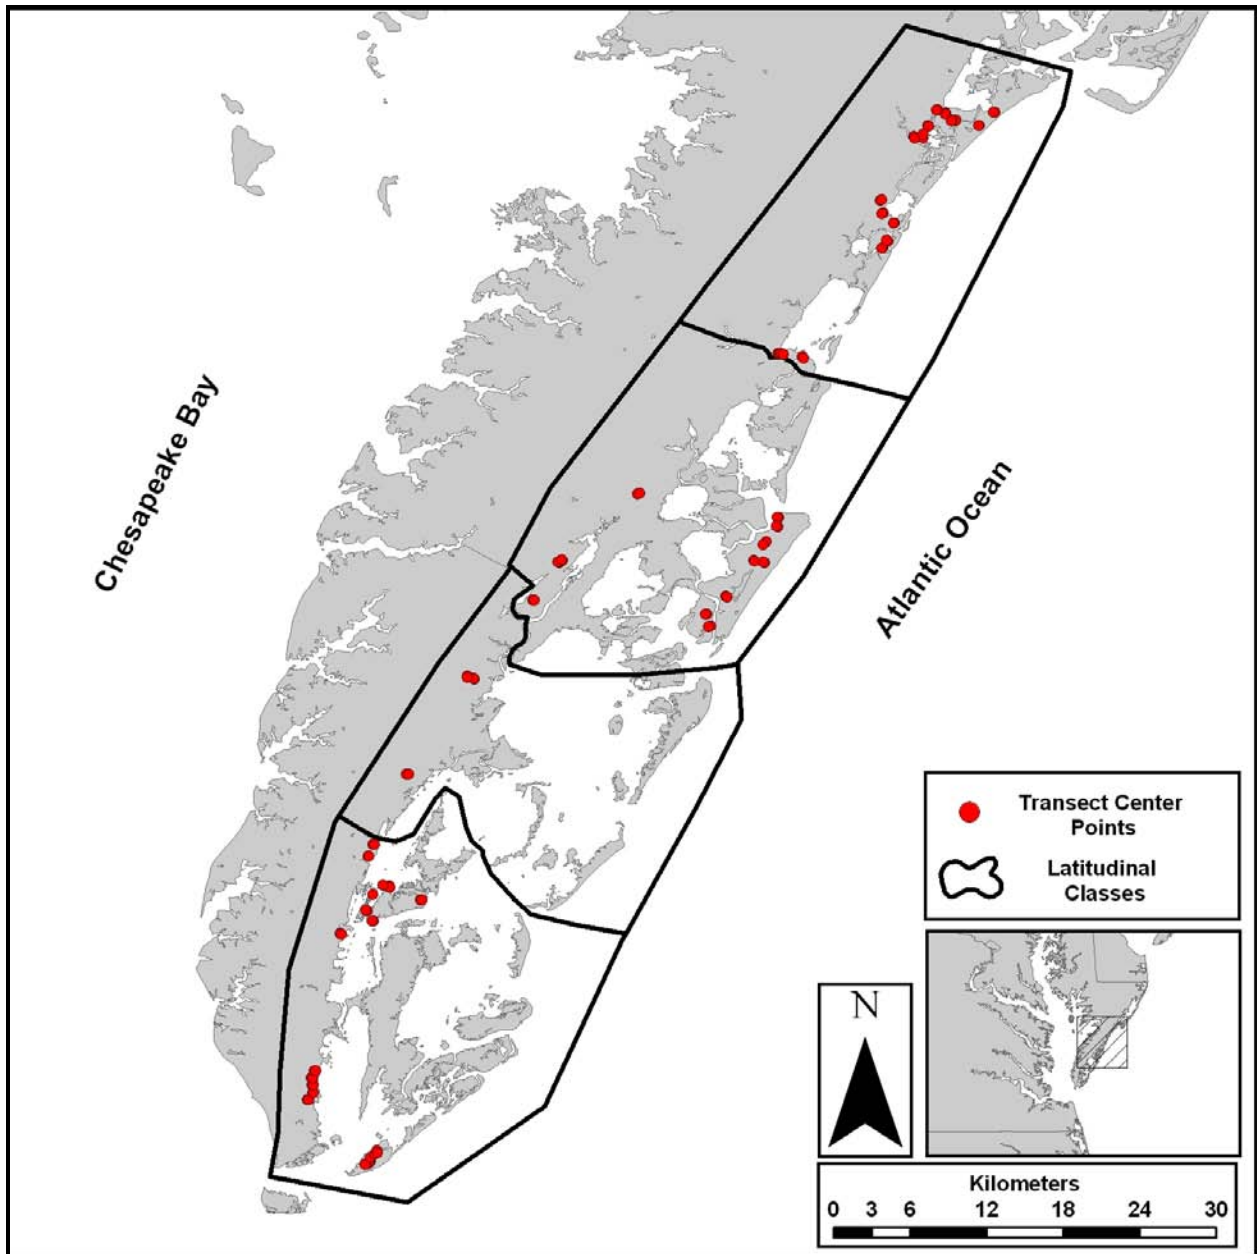 Chesapeake Bay
Atlantic Ocean
Transect Center
Points
Latitudinal
Classes
N
Kilometers
0 3 6 12 18 24 30